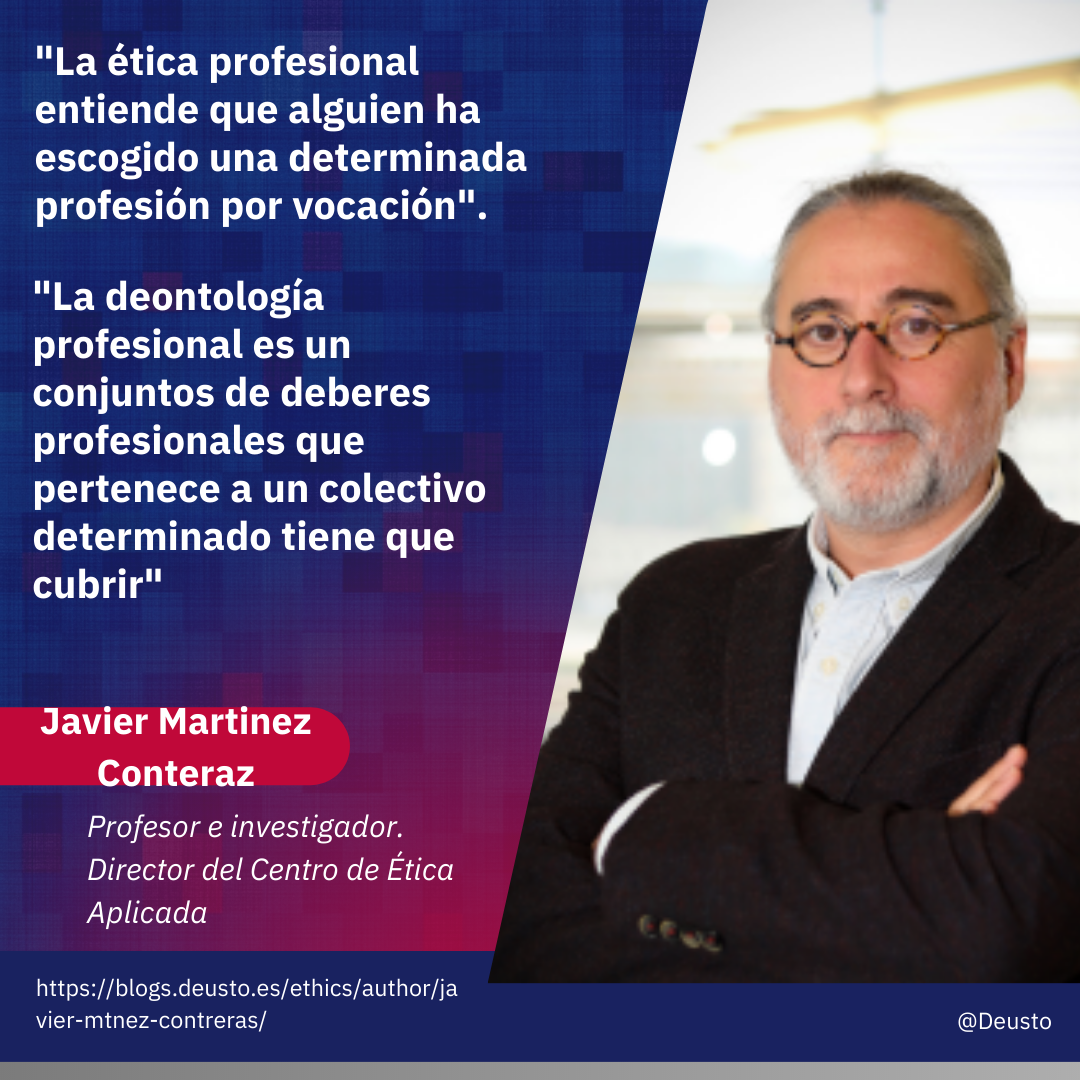 "La ética profesional
entiende que alguien ha
escogido una determinada
profesión por vocación".
"La deontología
profesional es un
conjuntos de deberes
profesionales que
pertenece a un colectivo
determinado tiene que
cubrir"
Javier Martinez
Conteraz
Profesor e investigador.
Director del Centro de Ética
Aplicada
https://blogs.deusto.es/ethics/author/ja
vier-mtnez-contreras/
@Deusto